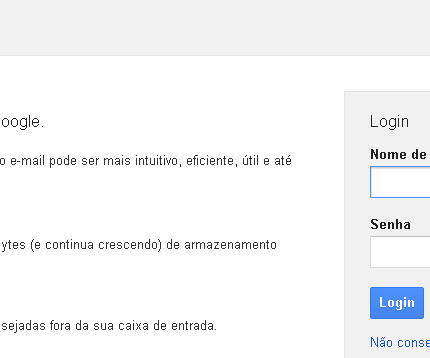 oogle.
o e-mail pode ser mais intuitivo, eficiente, útil e até
ytes (e continua crescendo) de armazenamento
sejadas fora da sua caixa de entrada.
Login
Nome de
Senha
Login
Não conse